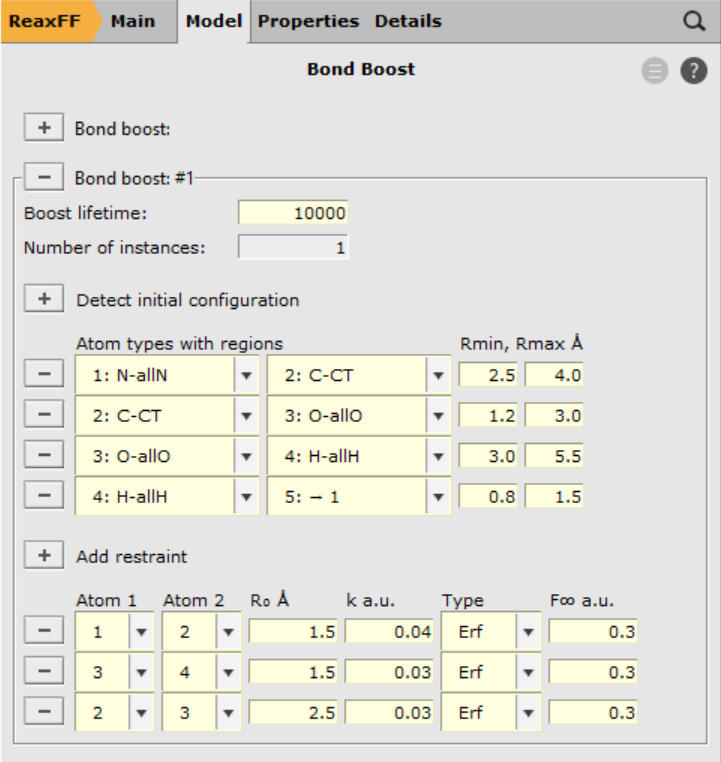 ReaxFF Main Model Properties Details
Bond Boost
+ Bond boost:
− Bond boost: #1
Boost lifetime: 10000
Number of instances: 1
+ Detect initial configuration
Atom types with regions Rmin, Rmax Å
− 1: N-allN 2: C-CT 2.5 4.0
− 2: C-CT 3: O-allO 1.2 3.0
− 3: O-allO 4: H-allH 3.0 5.5
− 4: H-allH 5: → 1 0.8 1.5
+ Add restraint
Atom 1 Atom 2 R₀ Å k a.u. Type F∞ a.u.
− 1 2 1.5 0.04 Erf 0.3
− 3 4 1.5 0.03 Erf 0.3
− 2 3 2.5 0.03 Erf 0.3